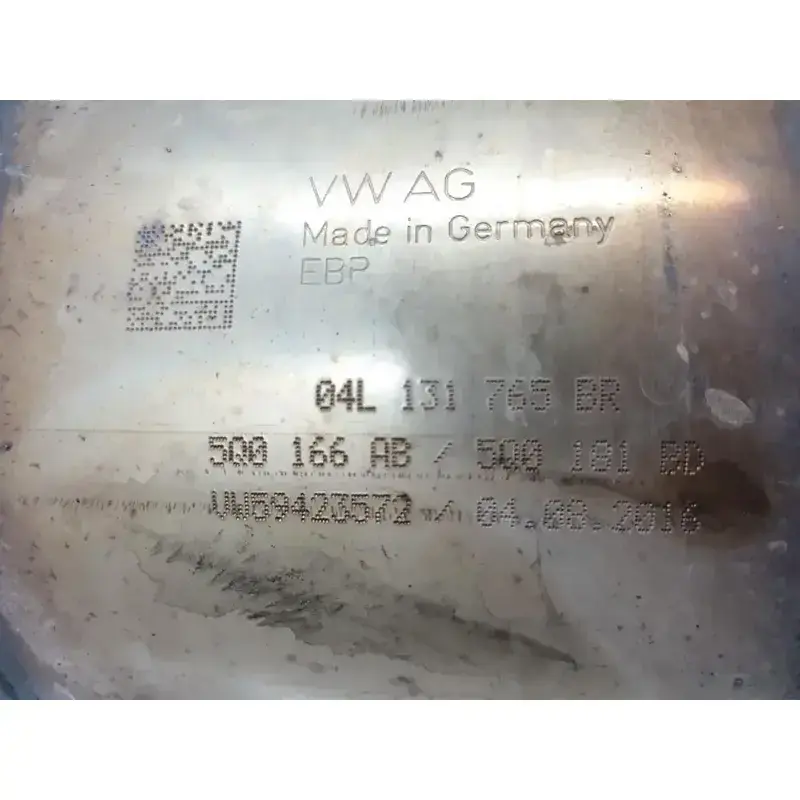 VW AG
Made in Germany
EBP
04L 131 765 BR
5Q0 166 AB / 5Q0 181 BD
VW59423572 / 04.08.2016